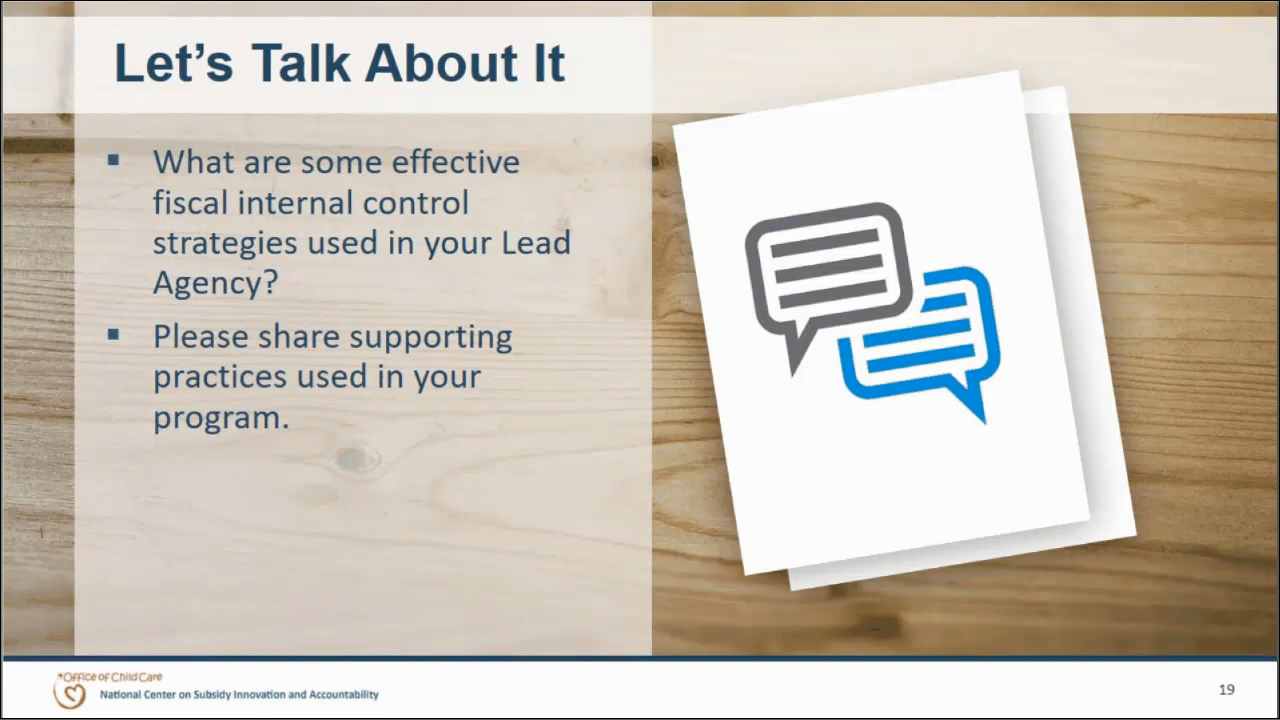 Let’s Talk About It
▪ What are some effective
fiscal internal control
strategies used in your Lead
Agency?
▪ Please share supporting
practices used in your
program.
Office of Child Care
National Center on Subsidy Innovation and Accountability
19